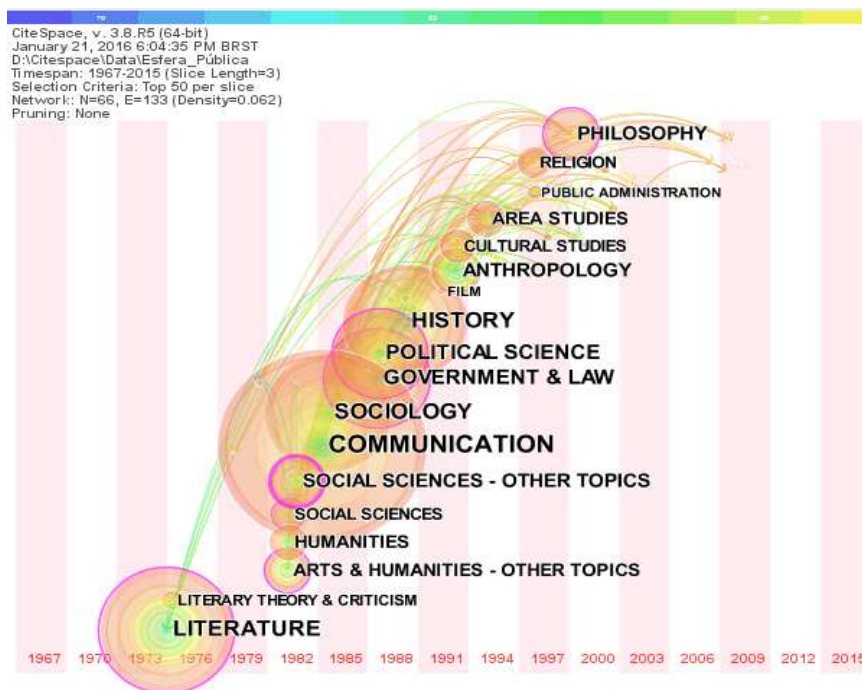 CiteSpace, v. 3.8.R5 (64-bit)
January 21, 2016 6:04:35 PM BRST
D:\Citespace\Data\Esfera_Pública
Timespan: 1967-2015 (Slice Length=3)
Selection Criteria: Top 50 per slice
Network: N=66, E=133 (Density=0.062)
Pruning: None
PHILOSOPHY
RELIGION
PUBLIC ADMINISTRATION
AREA STUDIES
CULTURAL STUDIES
ANTHROPOLOGY
FILM
HISTORY
POLITICAL SCIENCE
GOVERNMENT & LAW
SOCIOLOGY
COMMUNICATION
SOCIAL SCIENCES - OTHER TOPICS
SOCIAL SCIENCES
HUMANITIES
ARTS & HUMANITIES - OTHER TOPICS
LITERARY THEORY & CRITICISM
LITERATURE
1967 1970 1973 1976 1979 1982 1985 1988 1991 1994 1997 2000 2003 2006 2009 2012 2015